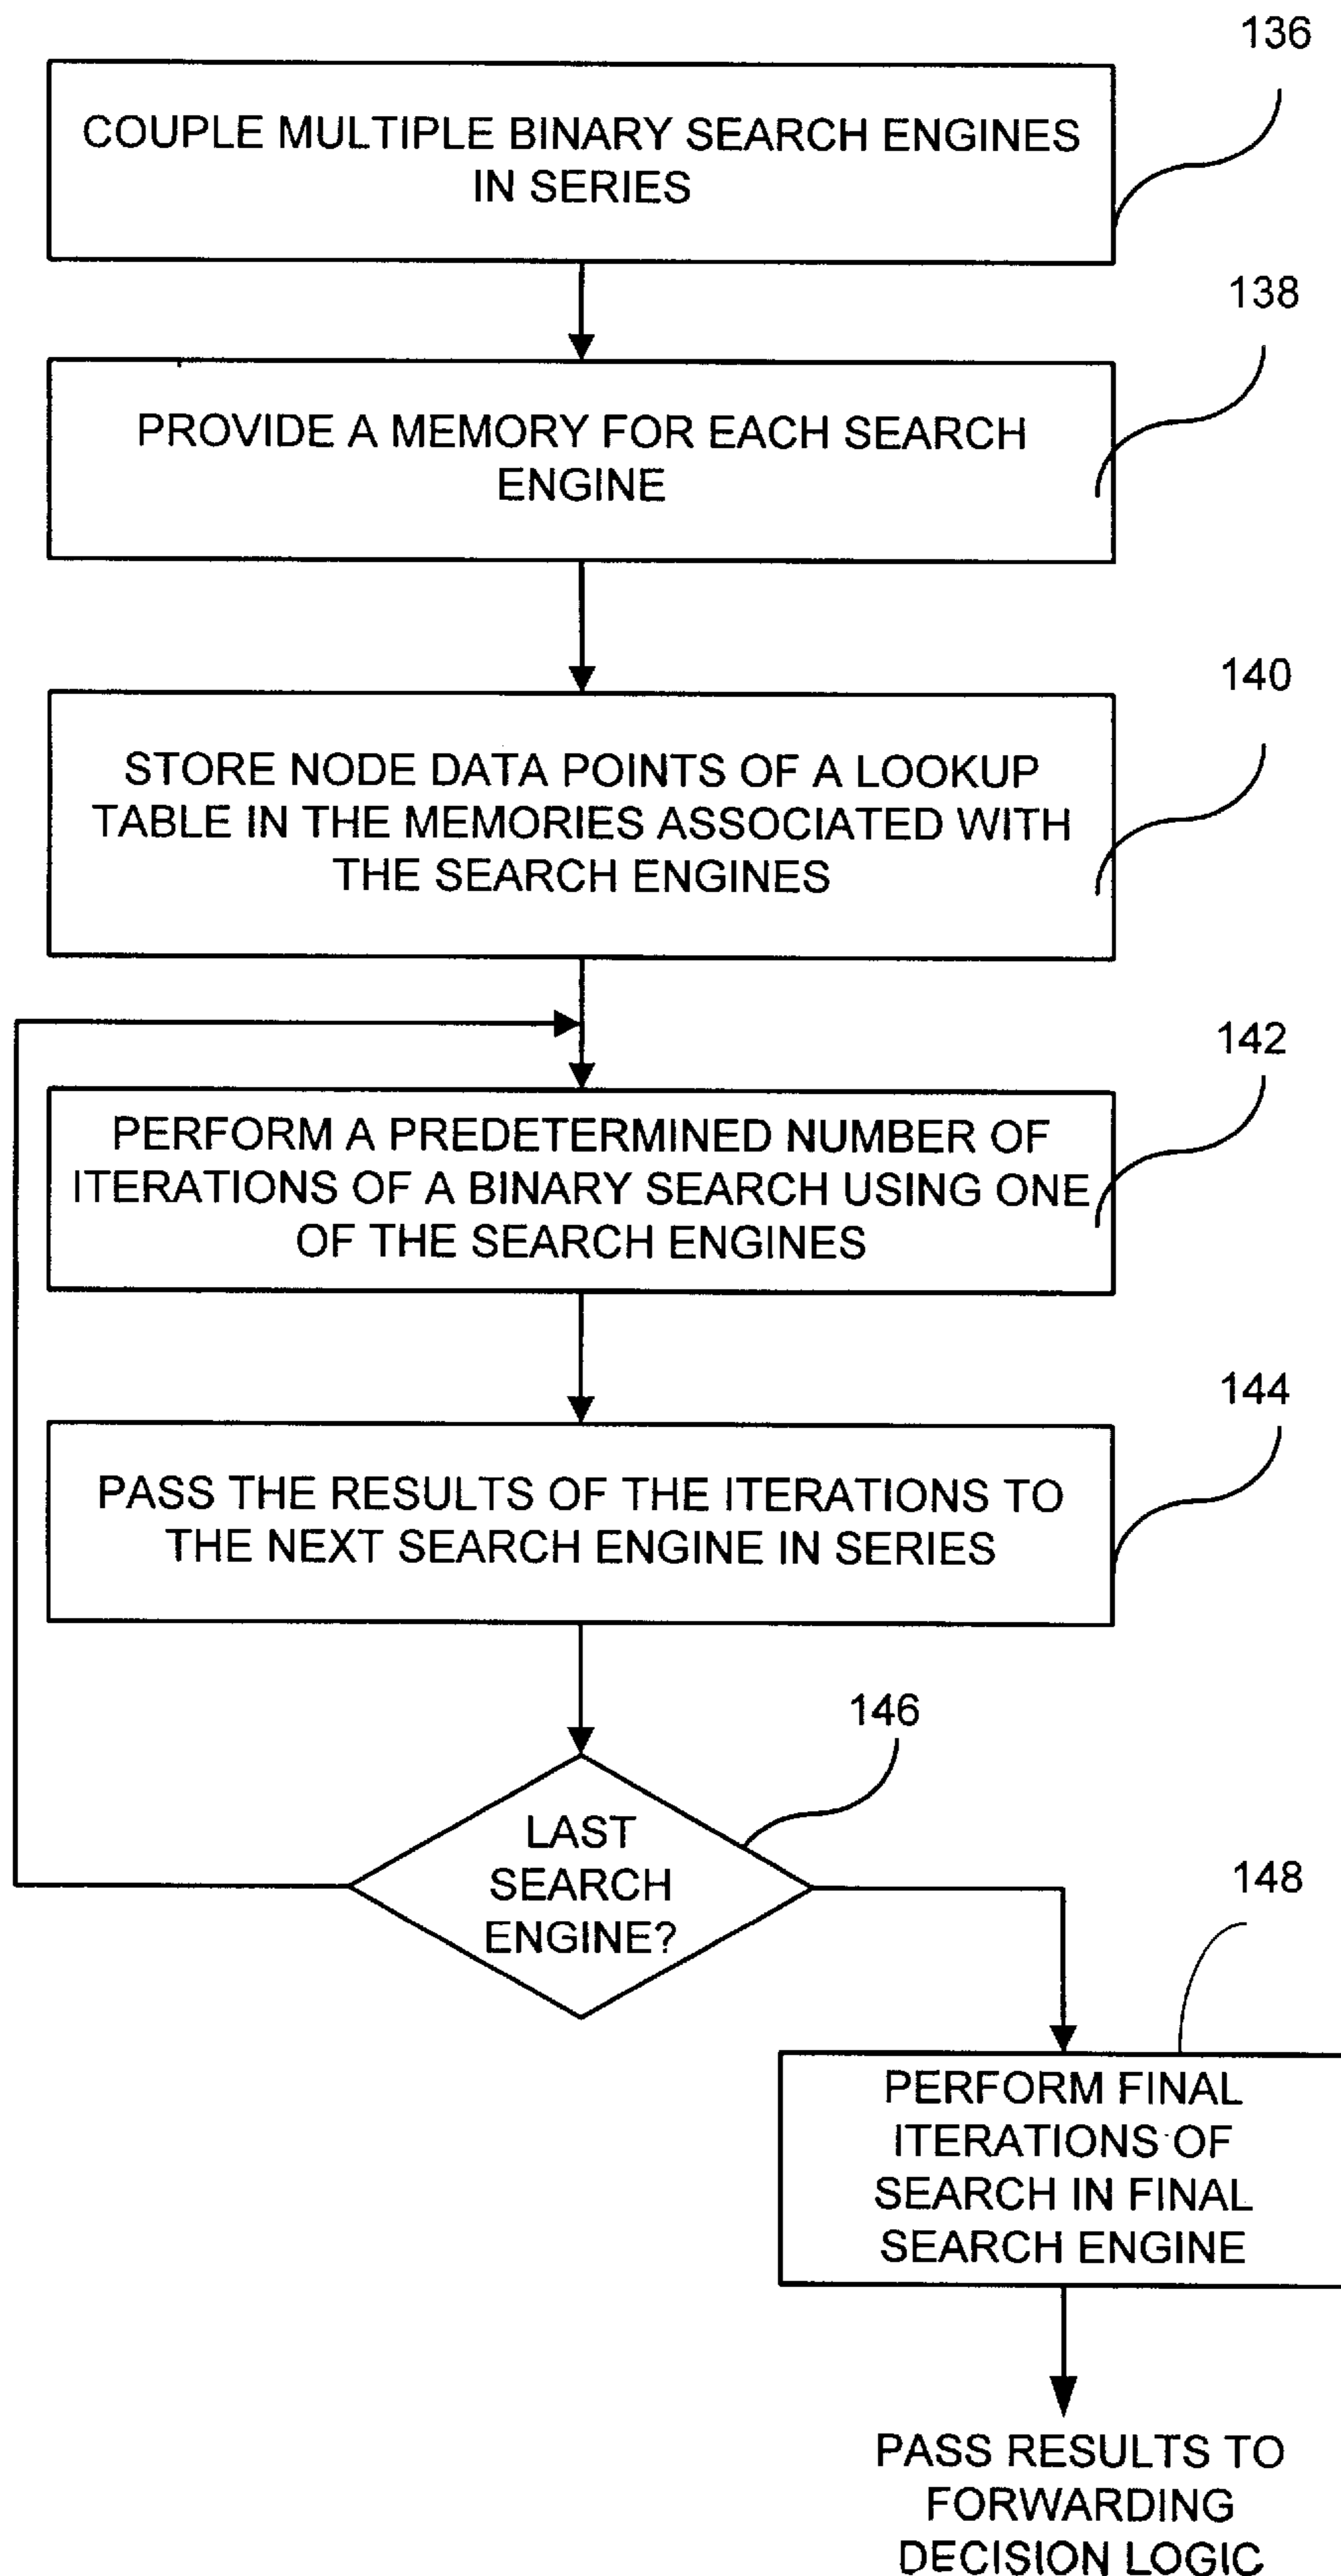 136
COUPLE MULTIPLE BINARY SEARCH ENGINES
IN SERIES
138
PROVIDE A MEMORY FOR EACH SEARCH
ENGINE
140
STORE NODE DATA POINTS OF A LOOKUP
TABLE IN THE MEMORIES ASSOCIATED WITH
THE SEARCH ENGINES
142
PERFORM A PREDETERMINED NUMBER OF
ITERATIONS OF A BINARY SEARCH USING ONE
OF THE SEARCH ENGINES
144
PASS THE RESULTS OF THE ITERATIONS TO
THE NEXT SEARCH ENGINE IN SERIES
146
LAST
SEARCH
ENGINE?
148
PERFORM FINAL
ITERATIONS OF
SEARCH IN FINAL
SEARCH ENGINE
PASS RESULTS TO
FORWARDING
DECISION LOGIC